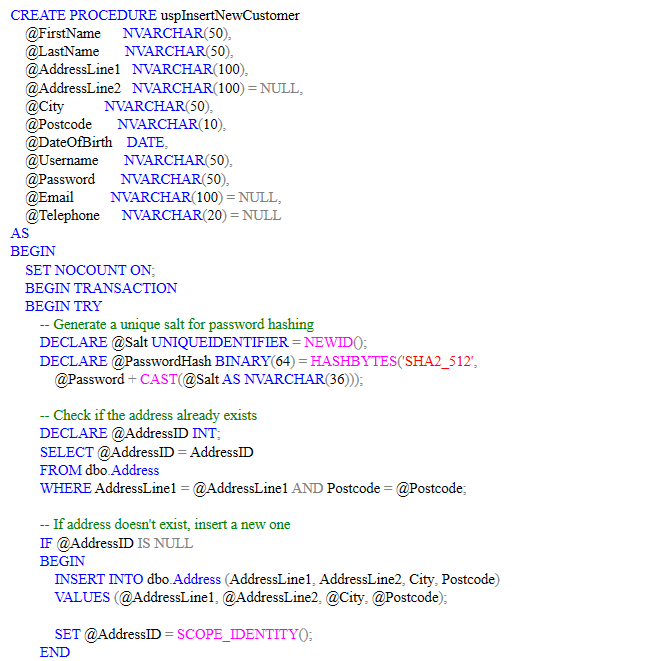 CREATE PROCEDURE uspInsertNewCustomer
@FirstName NVARCHAR(50),
@LastName NVARCHAR(50),
@AddressLine1 NVARCHAR(100),
@AddressLine2 NVARCHAR(100) = NULL,
@City NVARCHAR(50),
@Postcode NVARCHAR(10),
@DateOfBirth DATE,
@Username NVARCHAR(50),
@Password NVARCHAR(50),
@Email NVARCHAR(100) = NULL,
@Telephone NVARCHAR(20) = NULL
AS
BEGIN
SET NOCOUNT ON;
BEGIN TRANSACTION
BEGIN TRY
-- Generate a unique salt for password hashing
DECLARE @Salt UNIQUEIDENTIFIER = NEWID();
DECLARE @PasswordHash BINARY(64) = HASHBYTES('SHA2_512',
@Password + CAST(@Salt AS NVARCHAR(36)));
-- Check if the address already exists
DECLARE @AddressID INT;
SELECT @AddressID = AddressID
FROM dbo.Address
WHERE AddressLine1 = @AddressLine1 AND Postcode = @Postcode;
-- If address doesn't exist, insert a new one
IF @AddressID IS NULL
BEGIN
INSERT INTO dbo.Address (AddressLine1, AddressLine2, City, Postcode)
VALUES (@AddressLine1, @AddressLine2, @City, @Postcode);
SET @AddressID = SCOPE_IDENTITY();
END